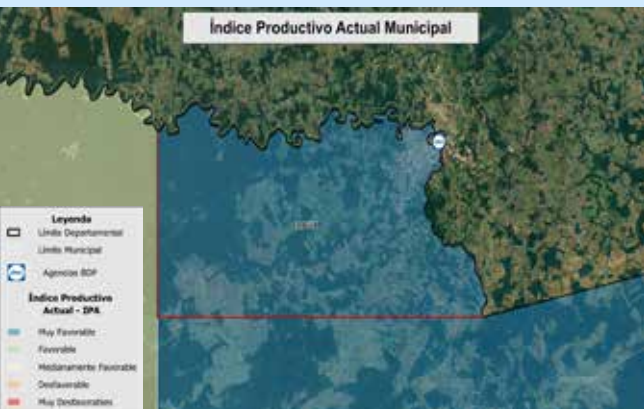 Índice Productivo Actual Municipal
Leyenda
Límite Departamental
Límite Municipal
Agencias BDP
Índice Productivo
Actual - IPA
Muy Favorable
Favorable
Medianamente Favorable
Desfavorable
Muy Desfavorable